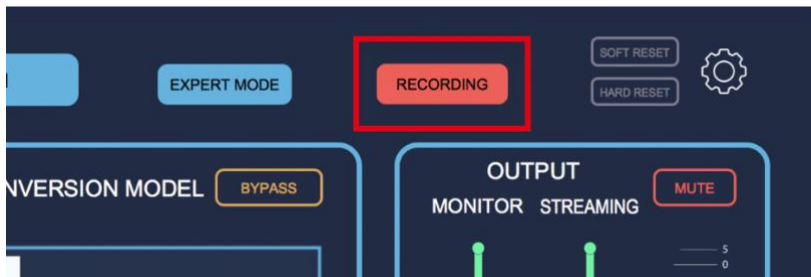 EXPERT MODE
RECORDING
SOFT RESET
HARD RESET
NVERSION MODEL
BYPASS
OUTPUT
MONITOR STREAMING
MUTE
5
0